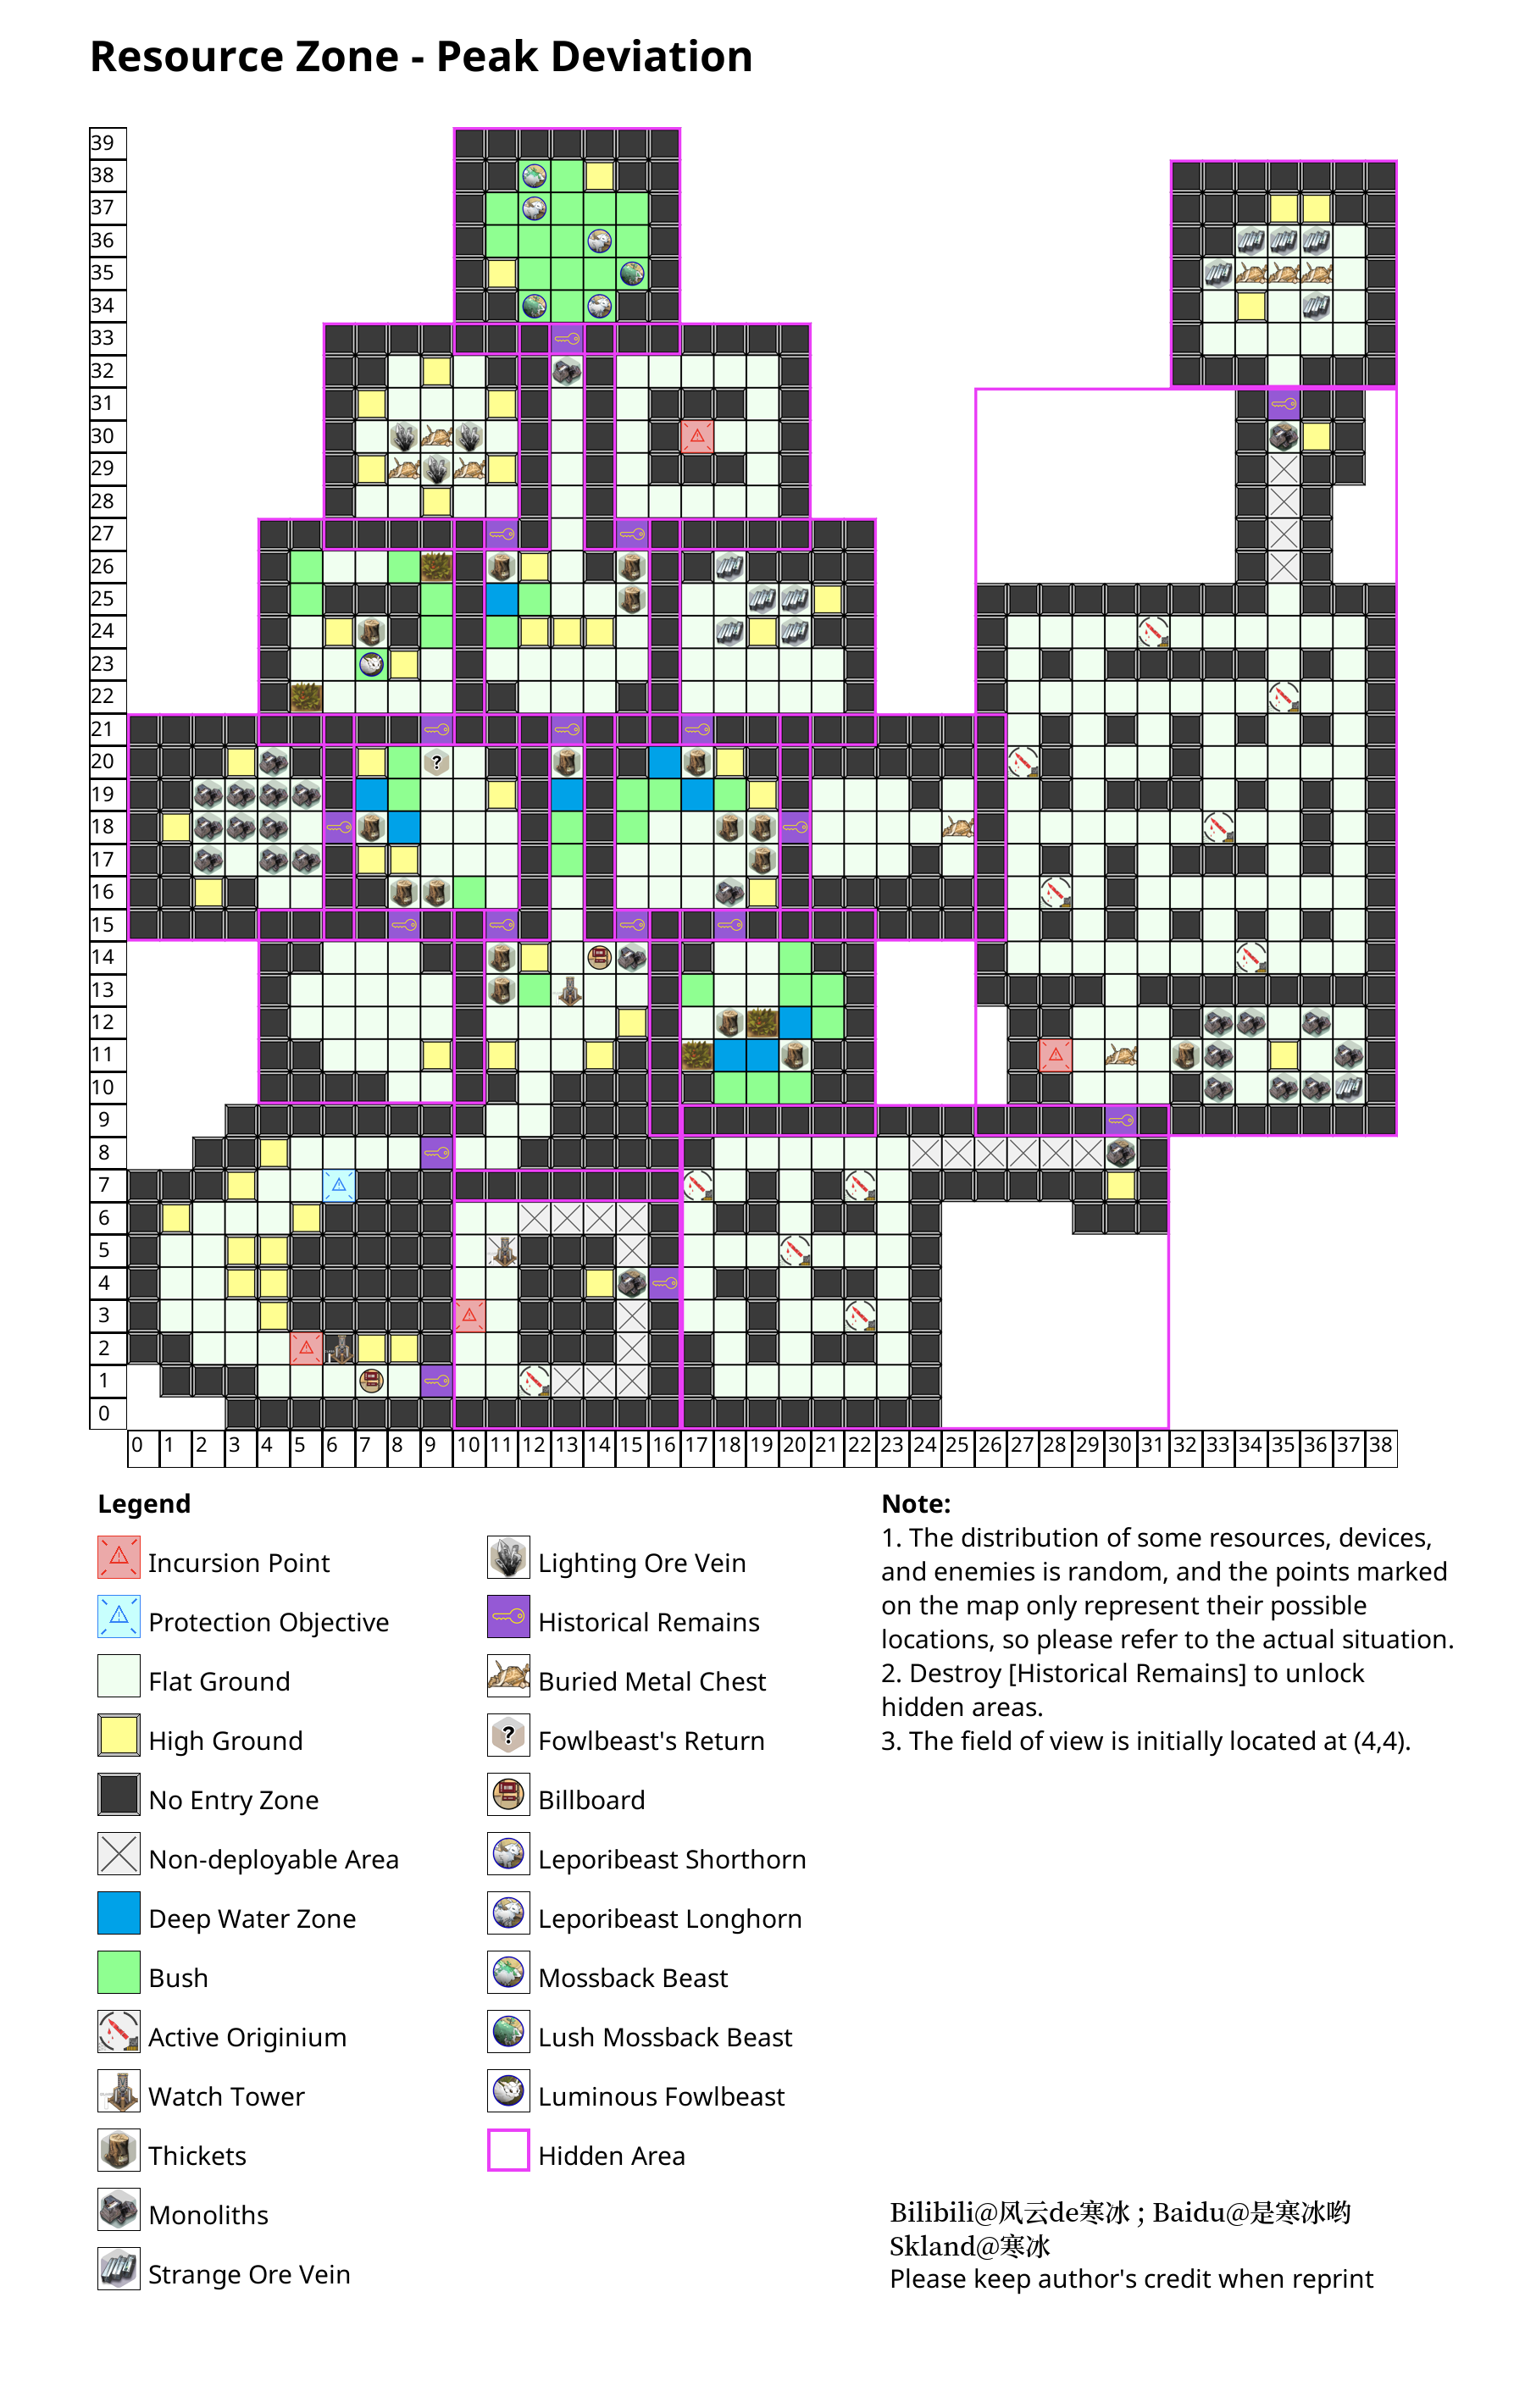 Resource Zone - Peak Deviation
39
38
37
36
35
34
33
32
31
30
29
28
27
26
25
24
23
22
21
20
19
18
17
16
15
14
13
12
11
10
9
8
7
6
5
4
3
2
1
0
0 1 2 3 4 5 6 7 8 9 10 11 12 13 14 15 16 17 18 19 20 21 22 23 24 25 26 27 28 29 30 31 32 33 34 35 36 37 38
Legend
Incursion Point
Protection Objective
Flat Ground
High Ground
No Entry Zone
Non-deployable Area
Deep Water Zone
Bush
Active Originium
Watch Tower
Thickets
Monoliths
Strange Ore Vein
Lighting Ore Vein
Historical Remains
Buried Metal Chest
Fowlbeast's Return
Billboard
Leporibeast Shorthorn
Leporibeast Longhorn
Mossback Beast
Lush Mossback Beast
Luminous Fowlbeast
Hidden Area
Note:
1. The distribution of some resources, devices,
and enemies is random, and the points marked
on the map only represent their possible
locations, so please refer to the actual situation.
2. Destroy [Historical Remains] to unlock
hidden areas.
3. The field of view is initially located at (4,4).
Bilibili@风云de寒冰 ; Baidu@是寒冰哟
Skland@寒冰
Please keep author's credit when reprint